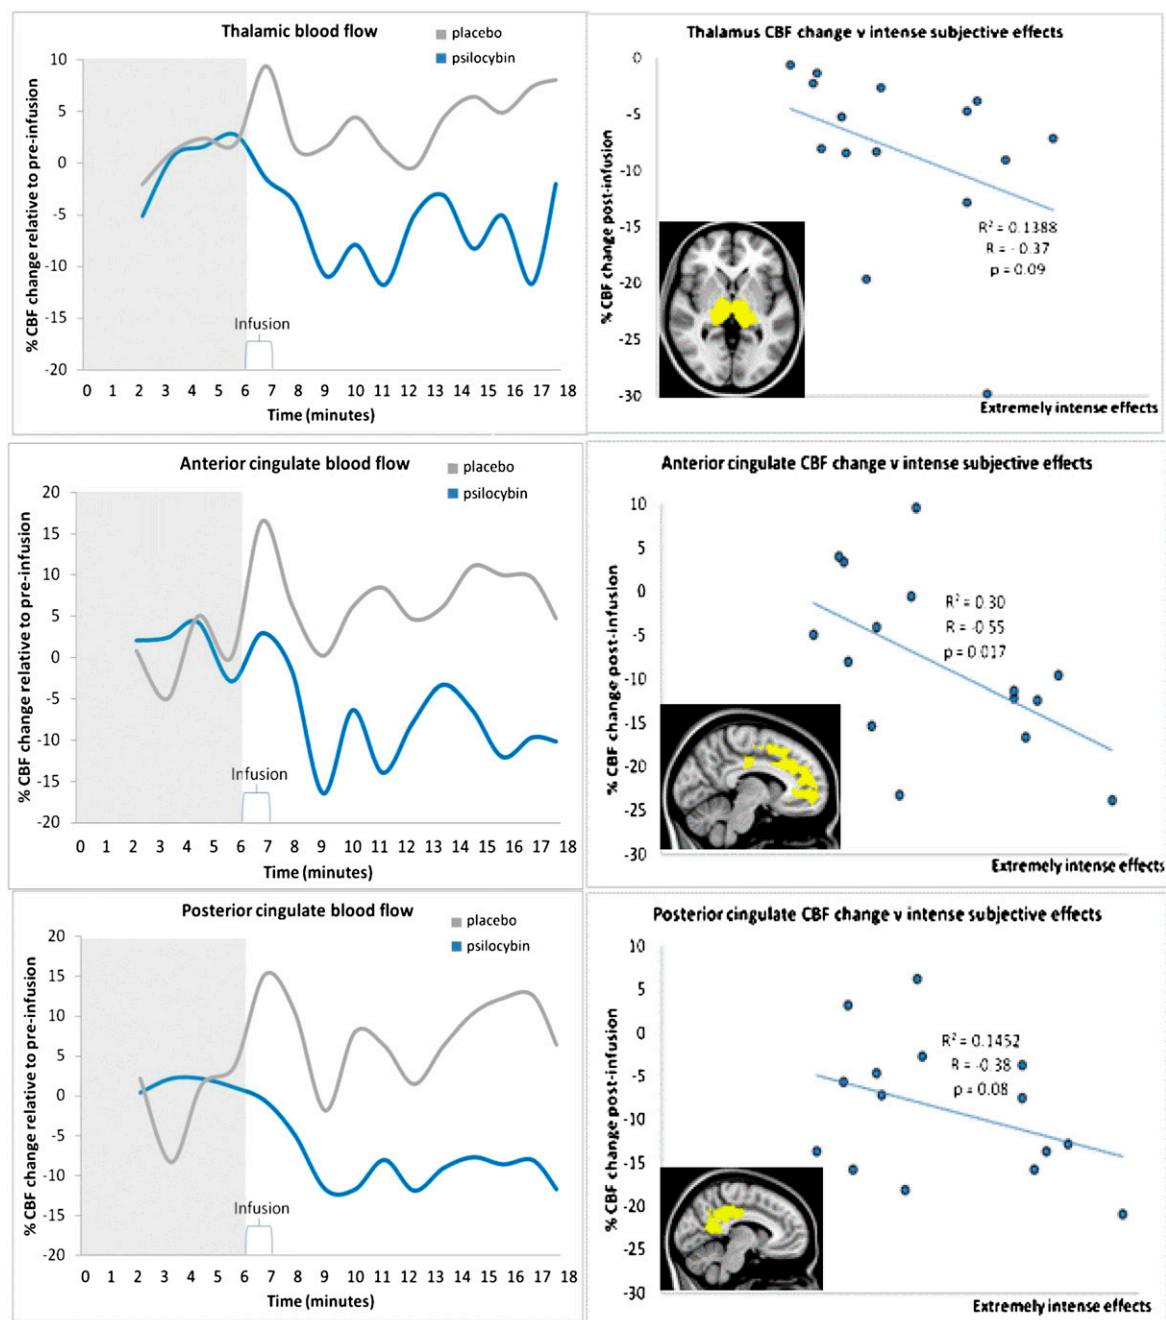 Thalamic blood flow
placebo
psilocybin
% CBF change relative to pre-infusion
10
5
0
-5
-10
-15
-20
Infusion
0 1 2 3 4 5 6 7 8 9 10 11 12 13 14 15 16 17 18
Time (minutes)
Thalamus CBF change v intense subjective effects
% CBF change post-infusion
-0
-5
-10
-15
-20
-25
-30
R² = 0.1388
R = -0.37
p = 0.09
Extremely intense effects
Anterior cingulate blood flow
placebo
psilocybin
% CBF change relative to pre-infusion
20
15
10
5
0
-5
-10
-15
-20
Infusion
0 1 2 3 4 5 6 7 8 9 10 11 12 13 14 15 16 17 18
Time (minutes)
Anterior cingulate CBF change v intense subjective effects
% CBF change post-infusion
10
5
0
-5
-10
-15
-20
-25
-30
R² = 0.30
R = -0.55
p = 0.017
Extremely intense effects
Posterior cingulate blood flow
placebo
psilocybin
% CBF change relative to pre-infusion
20
15
10
5
0
-5
-10
-15
-20
Infusion
0 1 2 3 4 5 6 7 8 9 10 11 12 13 14 15 16 17 18
Time (minutes)
Posterior cingulate CBF change v intense subjective effects
% CBF change post-infusion
10
5
0
-5
-10
-15
-20
-25
-30
R² = 0.1452
R = -0.38
p = 0.08
Extremely intense effects